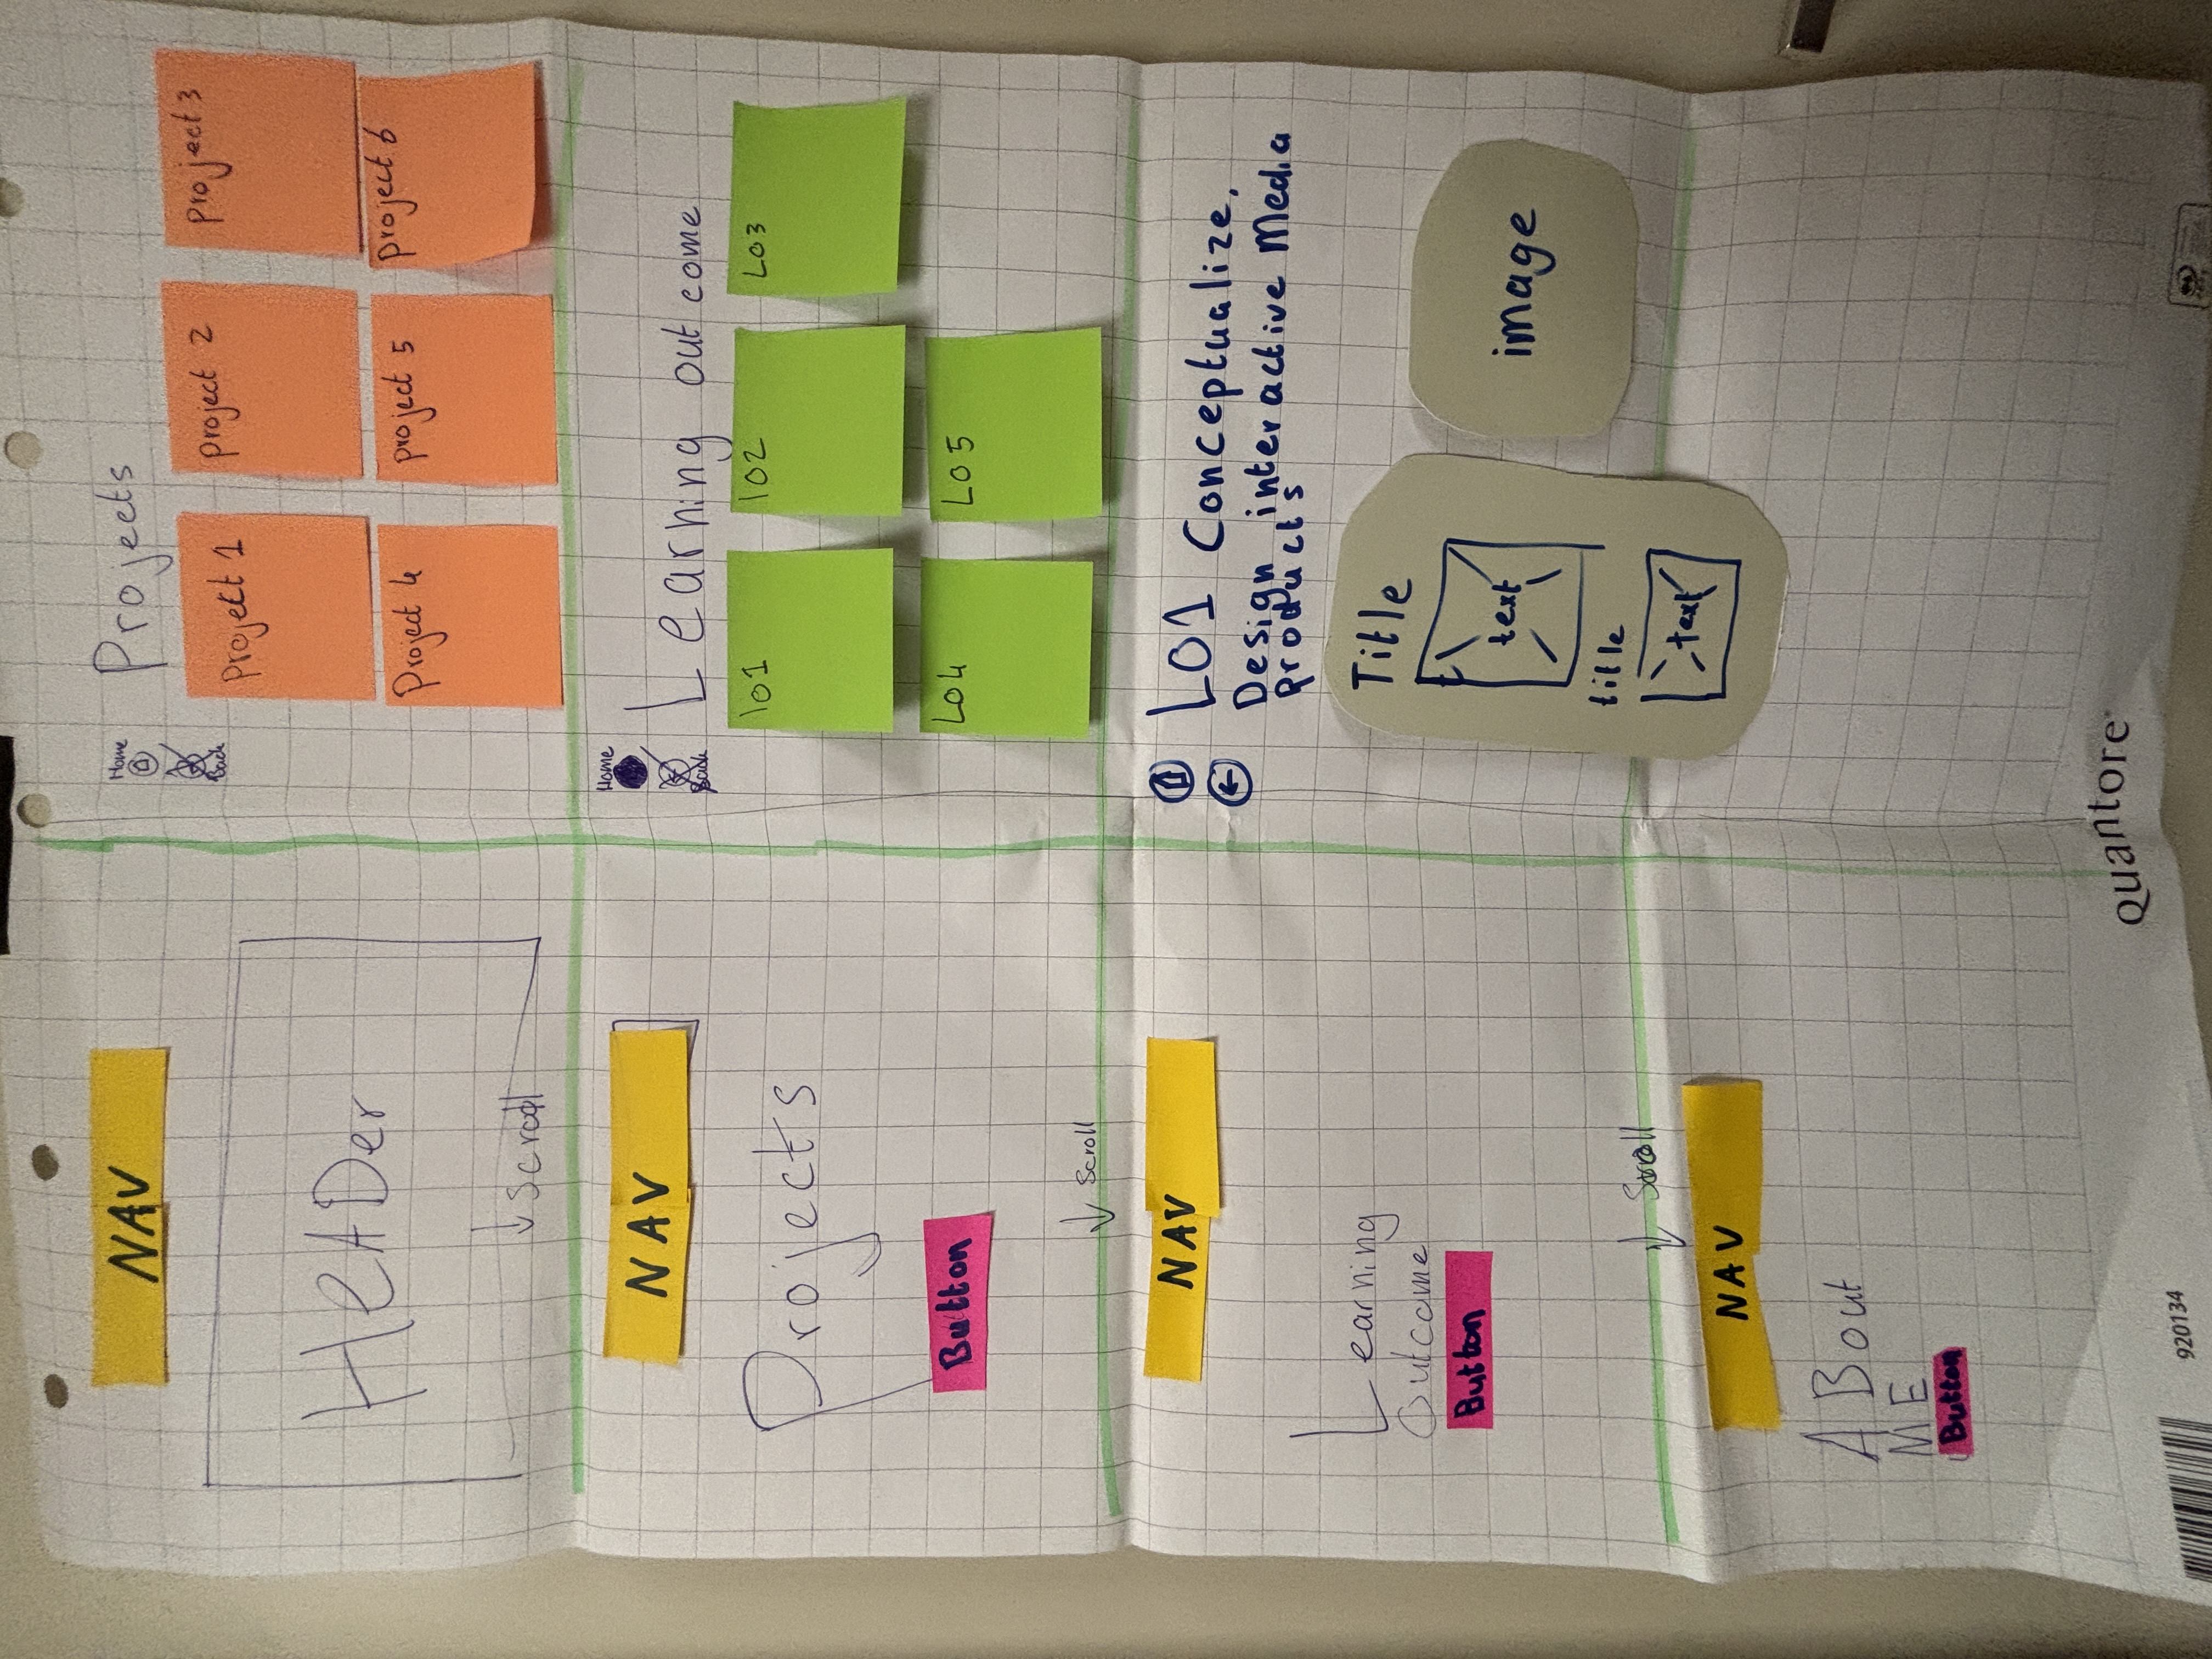 NAV
HeADer
↓ Scroll
NAV
Projects
Button
↓ Scroll
NAV
Learning
Outcome
Button
↓ Scroll
NAV
ABout
ME
Button
Home
Back
Projects
Project 1
project 2
project 3
Project 4
project 5
project 6
Home
Back
Learning out come
lo1
lo2
LO3
LO4
LO5
←
LO1 Conceptualize,
Design interactive Media
products
Title
text
title
text
image
quantore
920134